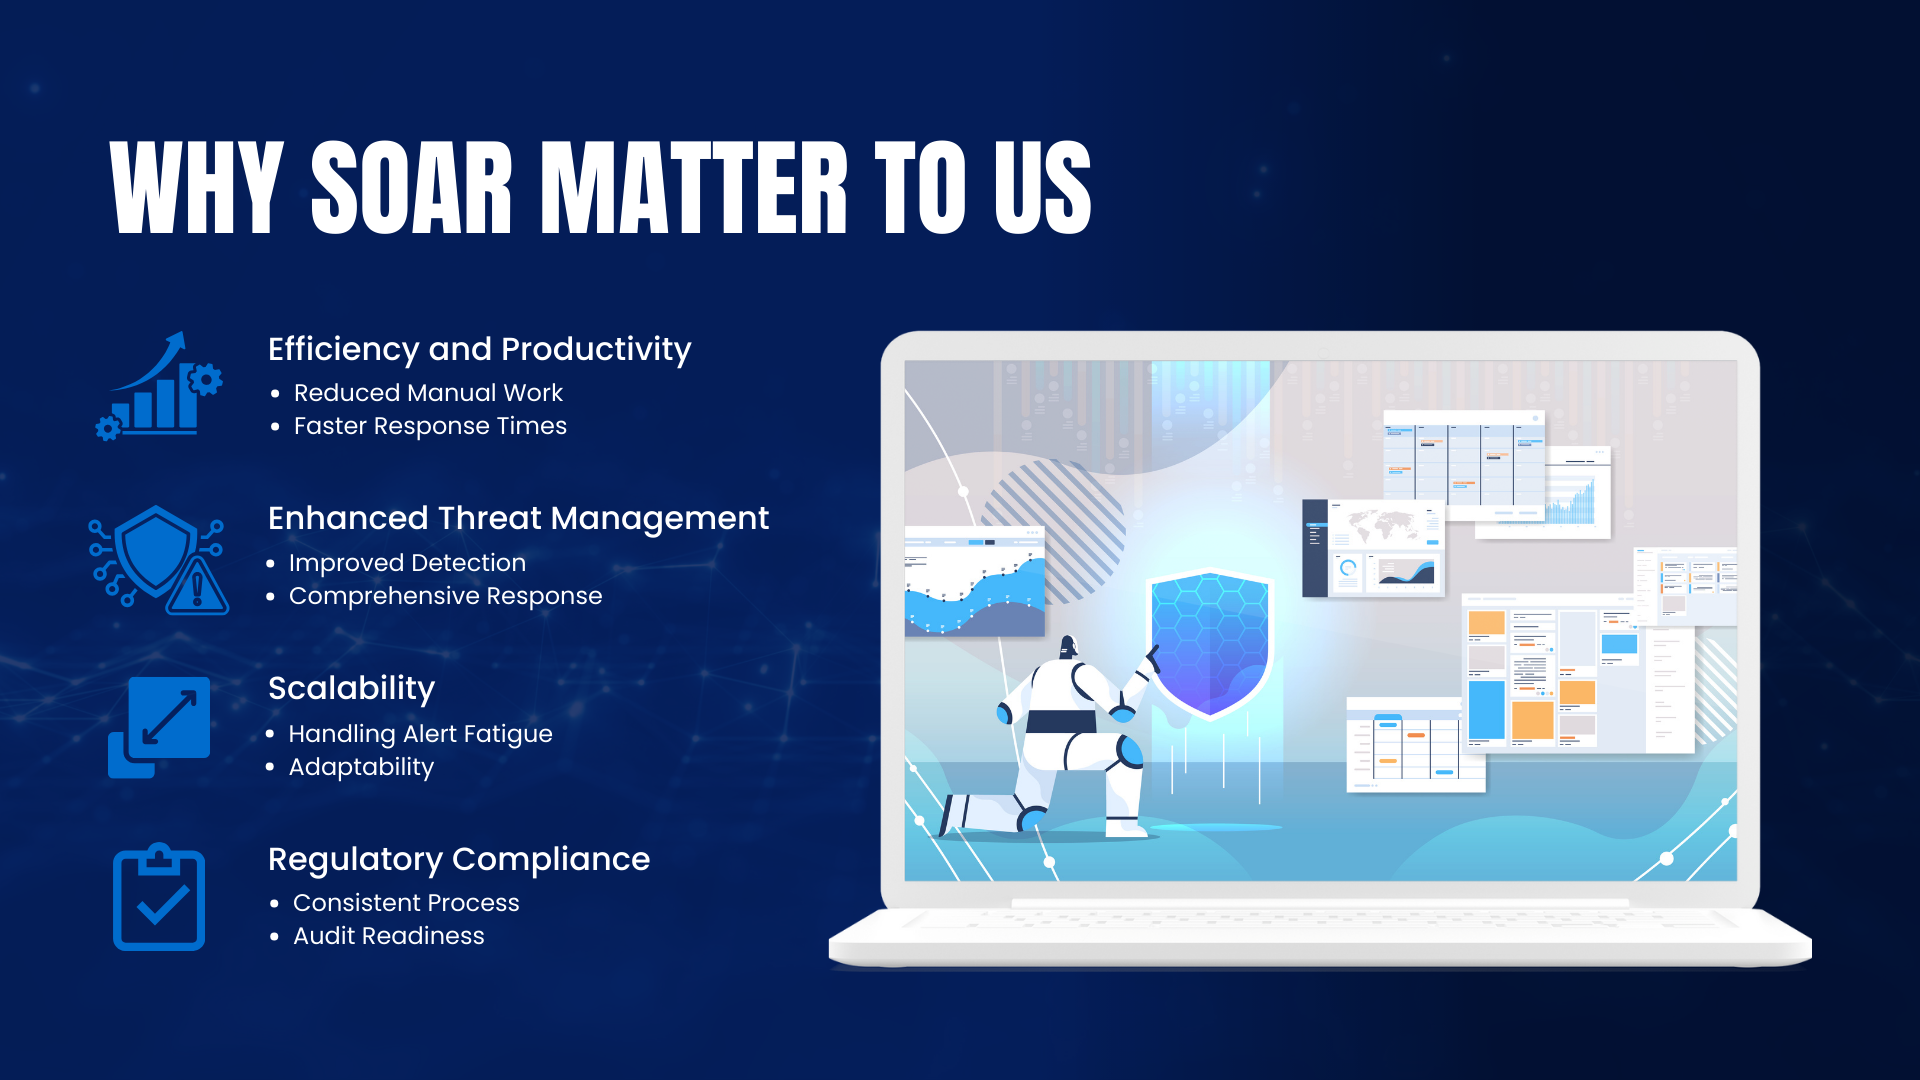 WHY SOAR MATTER TO US
Efficiency and Productivity
• Reduced Manual Work
• Faster Response Times
Enhanced Threat Management
• Improved Detection
• Comprehensive Response
Scalability
• Handling Alert Fatigue
• Adaptability
Regulatory Compliance
• Consistent Process
• Audit Readiness